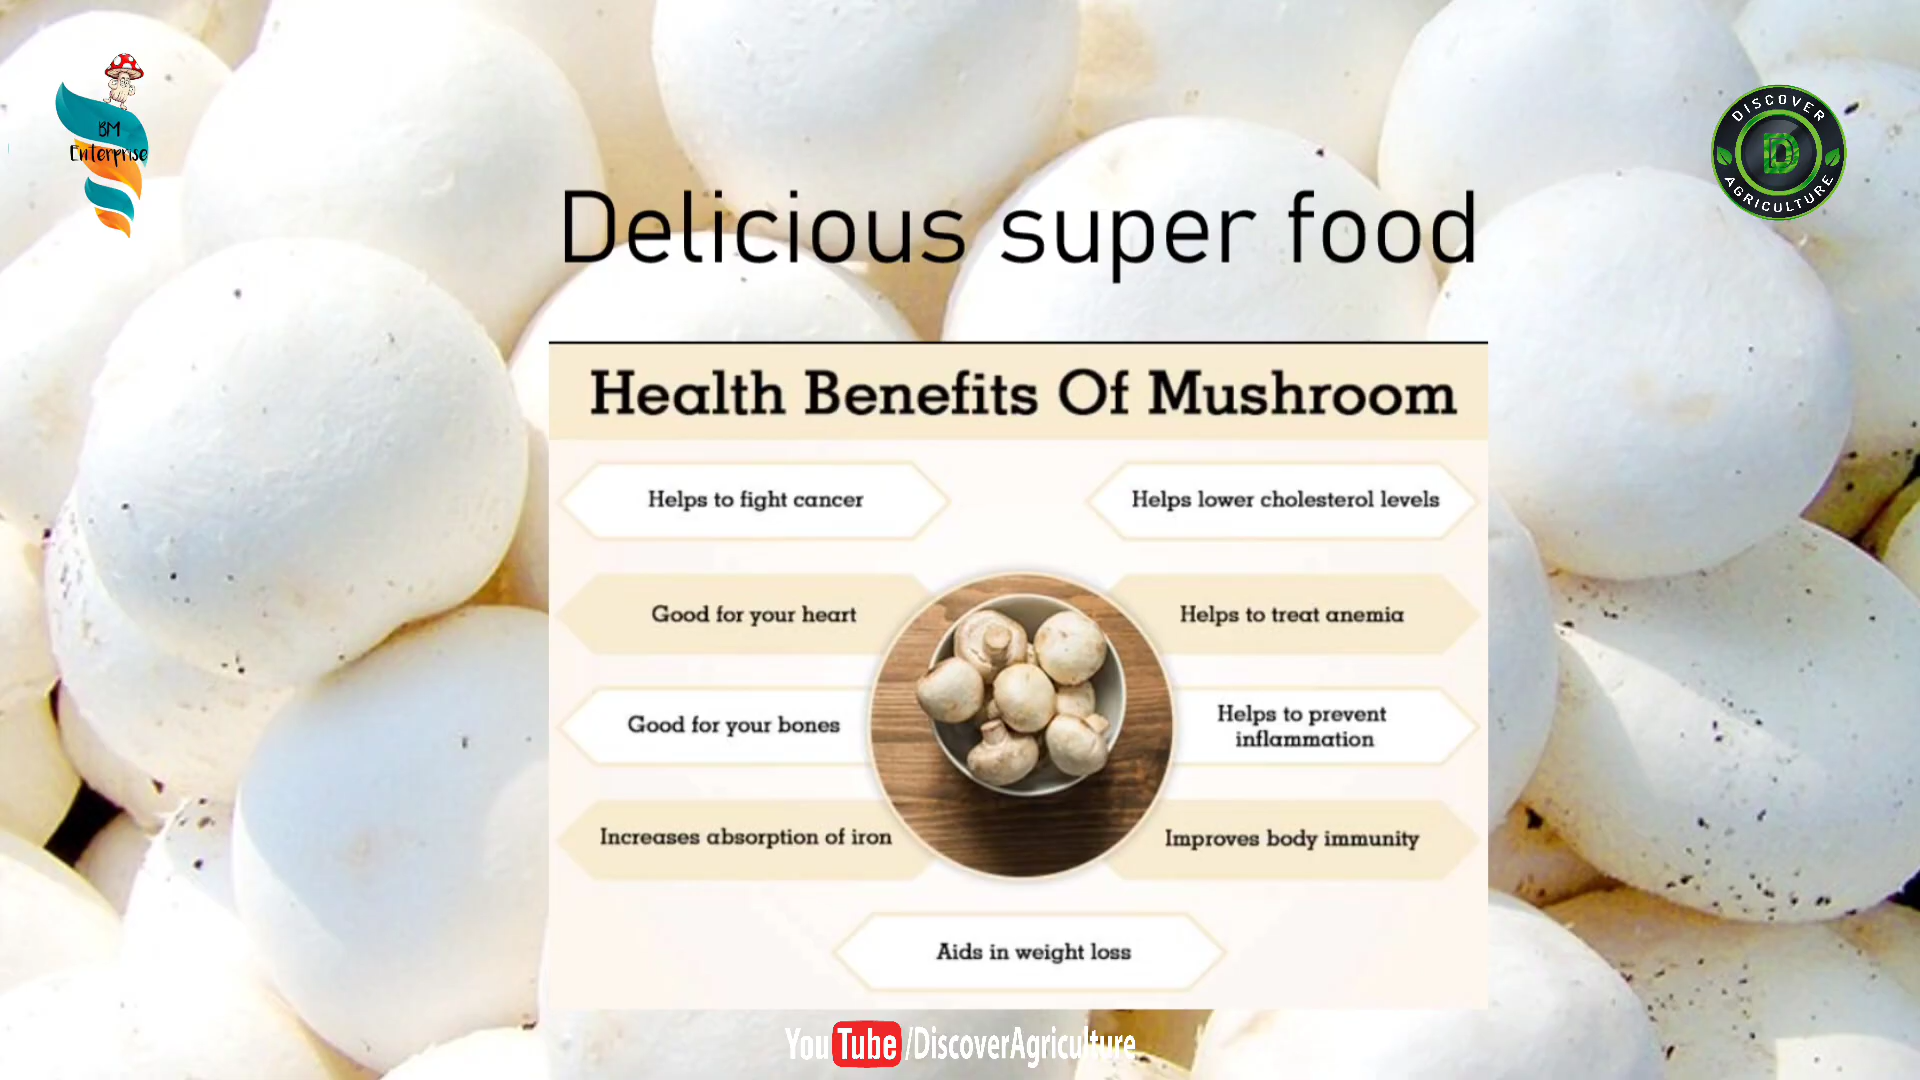 BM
Enterprise
DISCOVER
D
AGRICULTURE
Delicious super food
Health Benefits Of Mushroom
Helps to fight cancer
Helps lower cholesterol levels
Good for your heart
Helps to treat anemia
Good for your bones
Helps to prevent
inflammation
Increases absorption of iron
Improves body immunity
Aids in weight loss
YouTube/DiscoverAgriculture